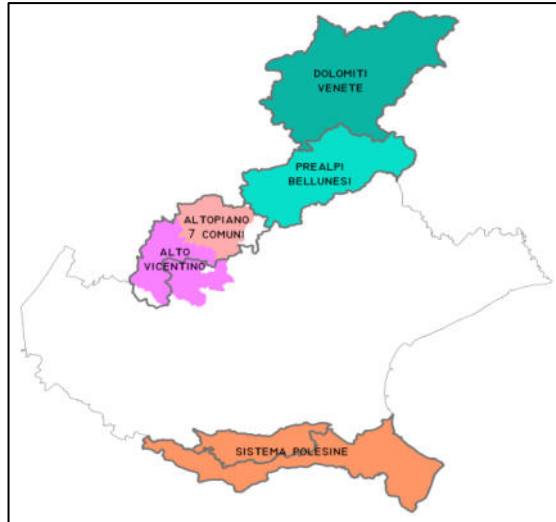 DOLOMITI
VENETE
PREALPI
BELLUNESI
ALTOPIANO
7 COMUNI
ALTO
VICENTINO
SISTEMA POLESINE